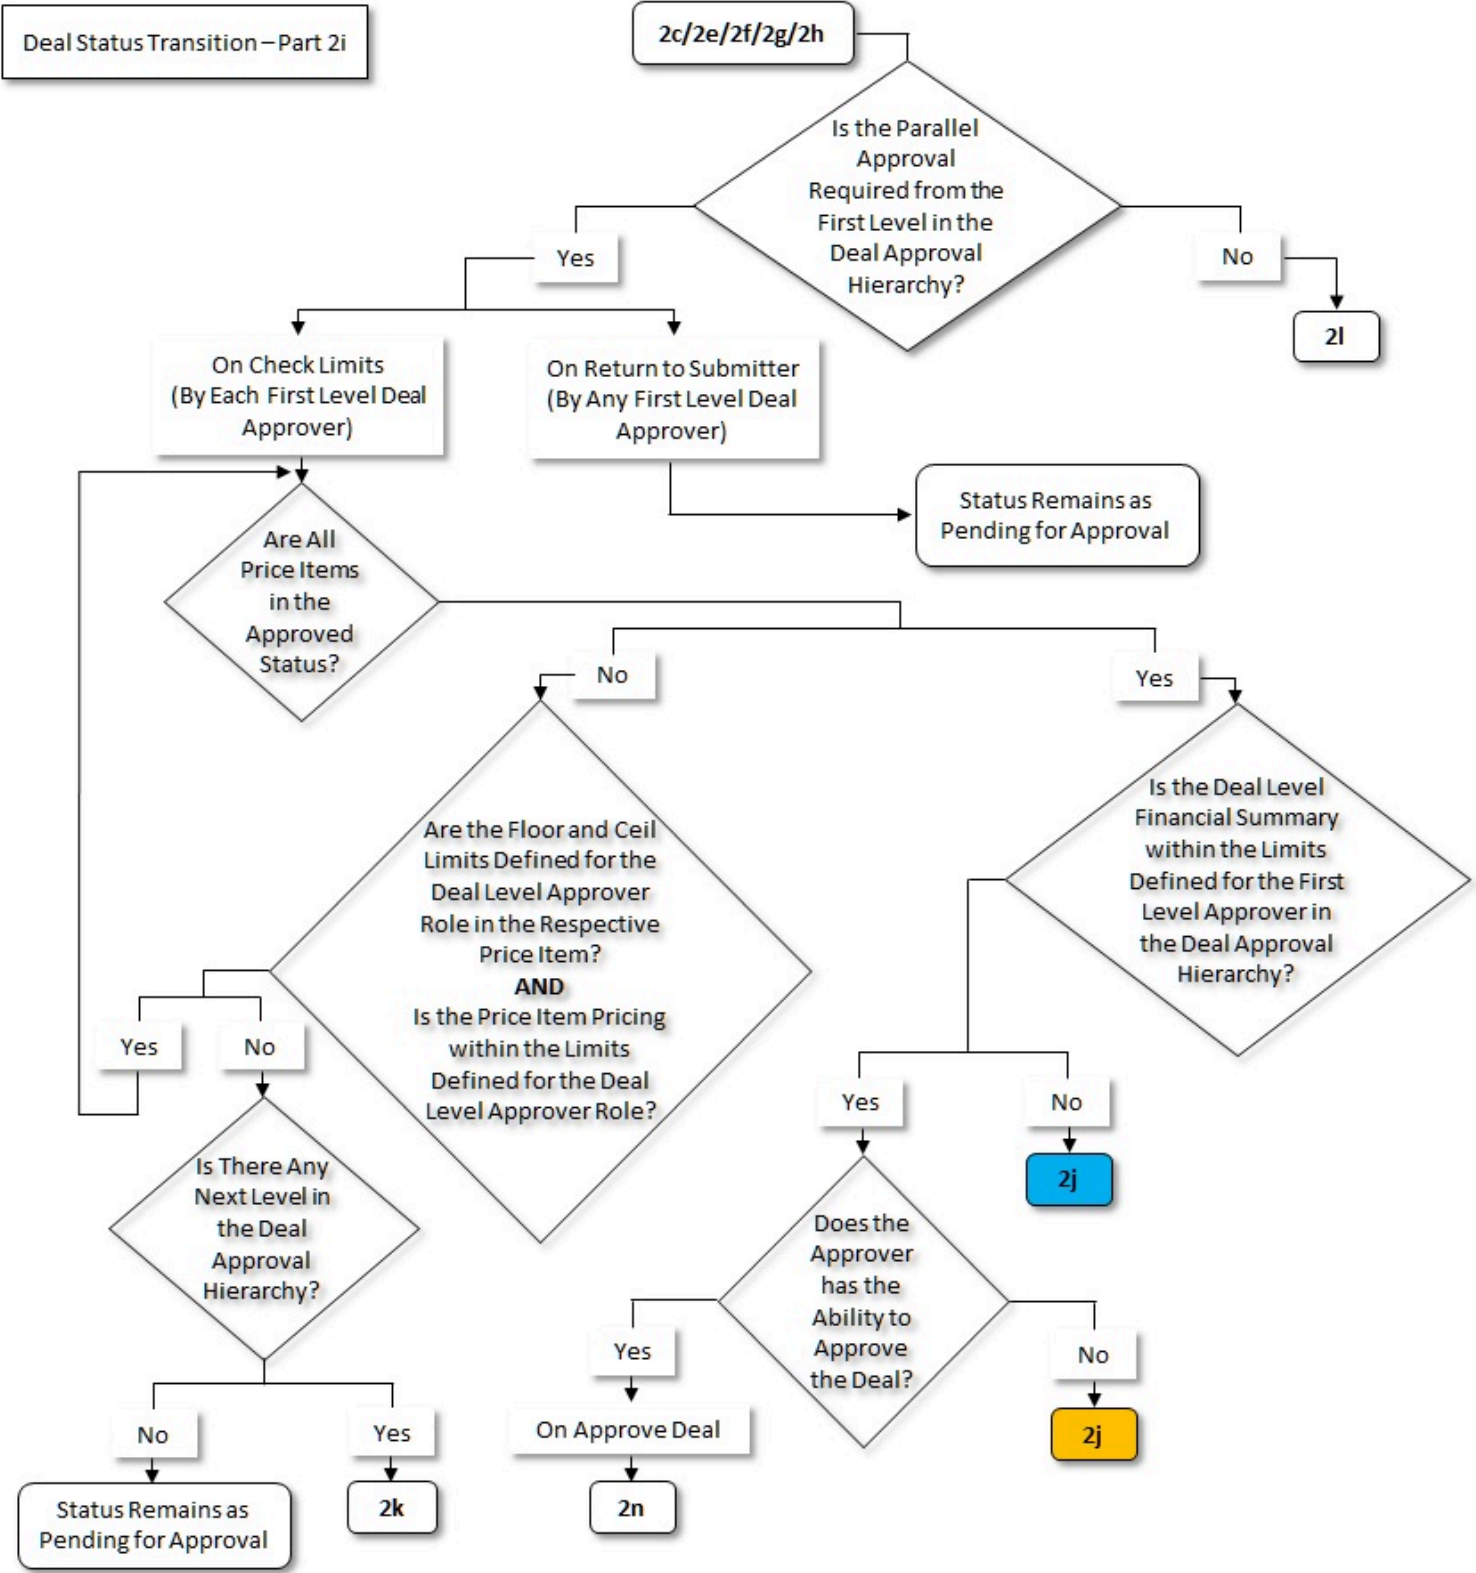 Deal Status Transition – Part 2i
2c/2e/2f/2g/2h
Is the Parallel
Approval
Required from the
First Level in the
Deal Approval
Hierarchy?
Yes
No
2l
On Check Limits
(By Each First Level Deal
Approver)
On Return to Submitter
(By Any First Level Deal
Approver)
Status Remains as
Pending for Approval
Are All
Price Items
in the
Approved
Status?
No
Yes
Are the Floor and Ceil
Limits Defined for the
Deal Level Approver
Role in the Respective
Price Item?
AND
Is the Price Item Pricing
within the Limits
Defined for the Deal
Level Approver Role?
Is the Deal Level
Financial Summary
within the Limits
Defined for the First
Level Approver in
the Deal Approval
Hierarchy?
Yes
No
Yes
No
2j
Is There Any
Next Level in
the Deal
Approval
Hierarchy?
Does the
Approver
has the
Ability to
Approve
the Deal?
Yes
No
2j
No
Yes
On Approve Deal
Status Remains as
Pending for Approval
2k
2n